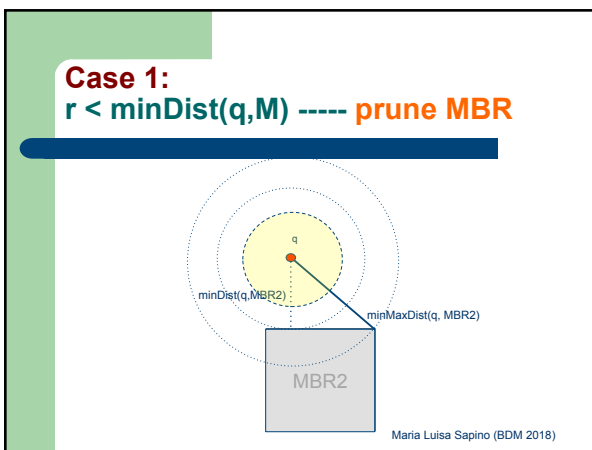 Case 1:
r < minDist(q,M) ----- prune MBR
q
minDist(q,MBR2)
minMaxDist(q, MBR2)
MBR2
Maria Luisa Sapino (BDM 2018)